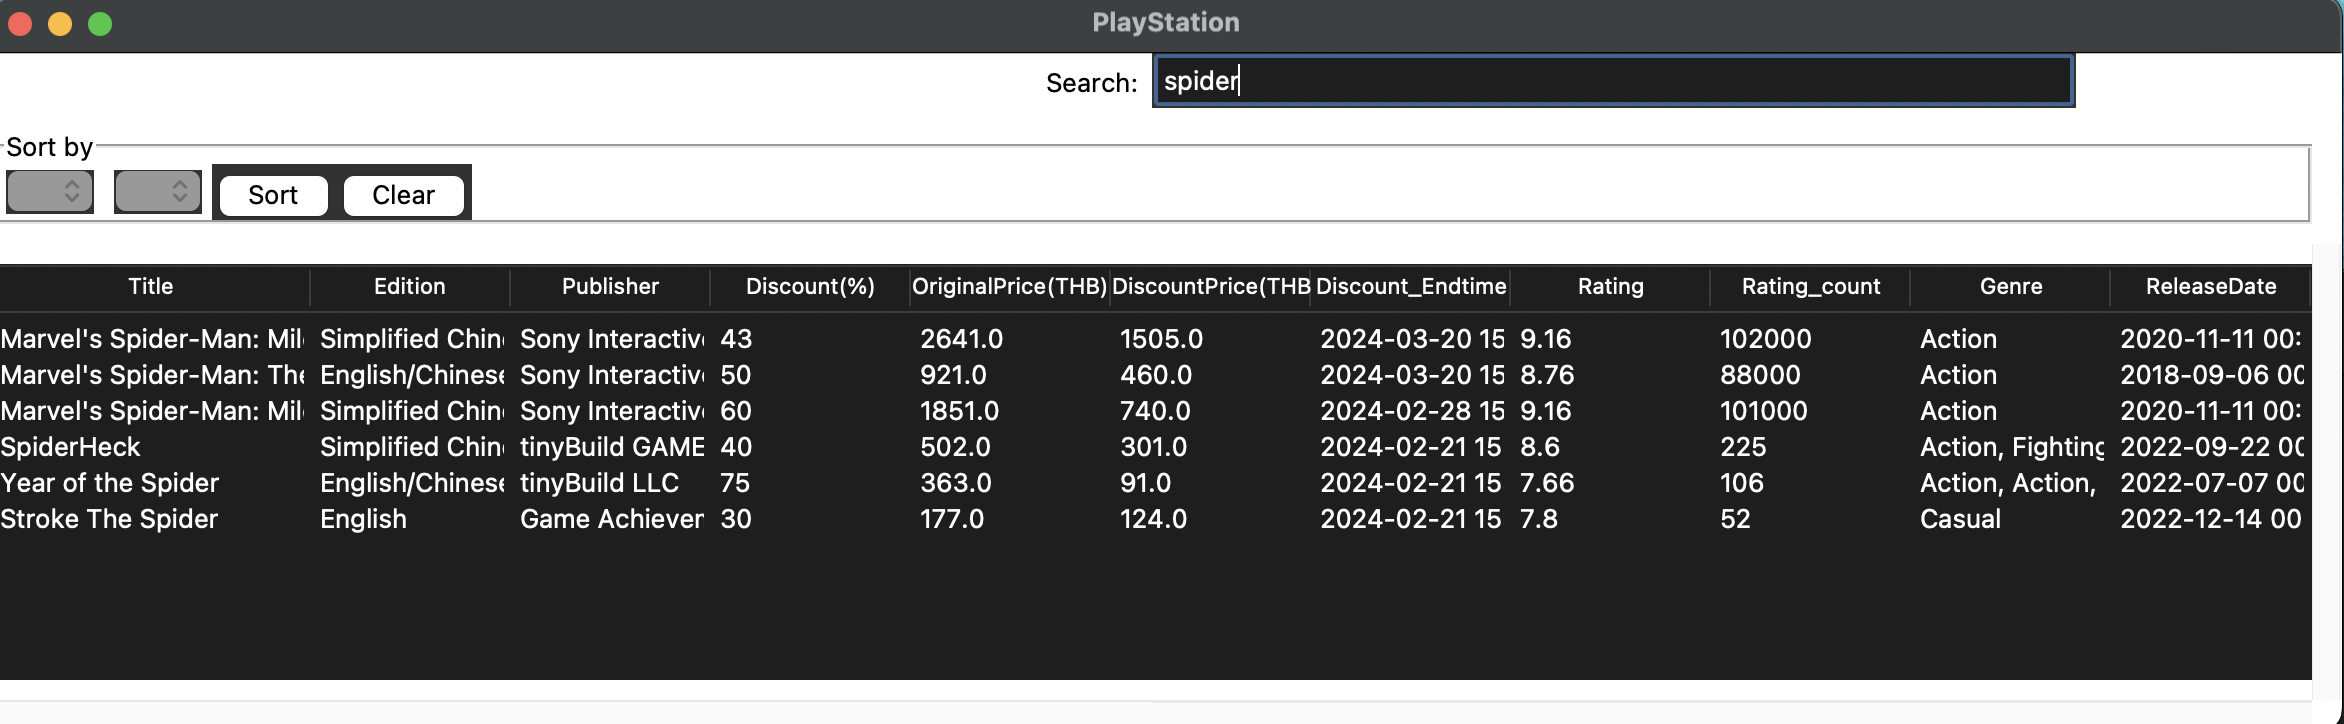 PlayStation
Search: spider
Sort by
Sort Clear
Title Edition Publisher Discount(%) OriginalPrice(THB) DiscountPrice(THB Discount_Endtime Rating Rating_count Genre ReleaseDate
Marvel's Spider-Man: Mil Simplified Chin Sony Interactiv 43 2641.0 1505.0 2024-03-20 15 9.16 102000 Action 2020-11-11 00:
Marvel's Spider-Man: The English/Chinese Sony Interactiv 50 921.0 460.0 2024-03-20 15 8.76 88000 Action 2018-09-06 00
Marvel's Spider-Man: Mil Simplified Chin Sony Interactiv 60 1851.0 740.0 2024-02-28 15 9.16 101000 Action 2020-11-11 00:
SpiderHeck Simplified Chin tinyBuild GAME 40 502.0 301.0 2024-02-21 15 8.6 225 Action, Fighting 2022-09-22 00
Year of the Spider English/Chinese tinyBuild LLC 75 363.0 91.0 2024-02-21 15 7.66 106 Action, Action, 2022-07-07 00
Stroke The Spider English Game Achiever 30 177.0 124.0 2024-02-21 15 7.8 52 Casual 2022-12-14 00